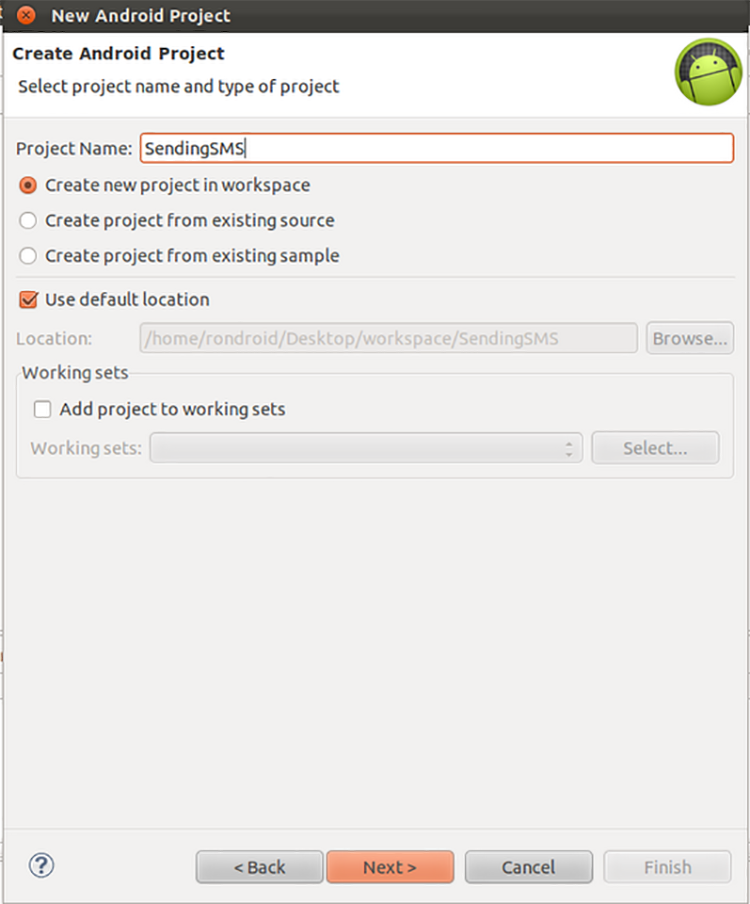 New Android Project
Create Android Project
Select project name and type of project
Project Name: SendingSMS
Create new project in workspace
Create project from existing source
Create project from existing sample
Use default location
Location: /home/rondroid/Desktop/workspace/SendingSMS Browse...
Working sets
Add project to working sets
Working sets: Select...
? < Back Next > Cancel Finish